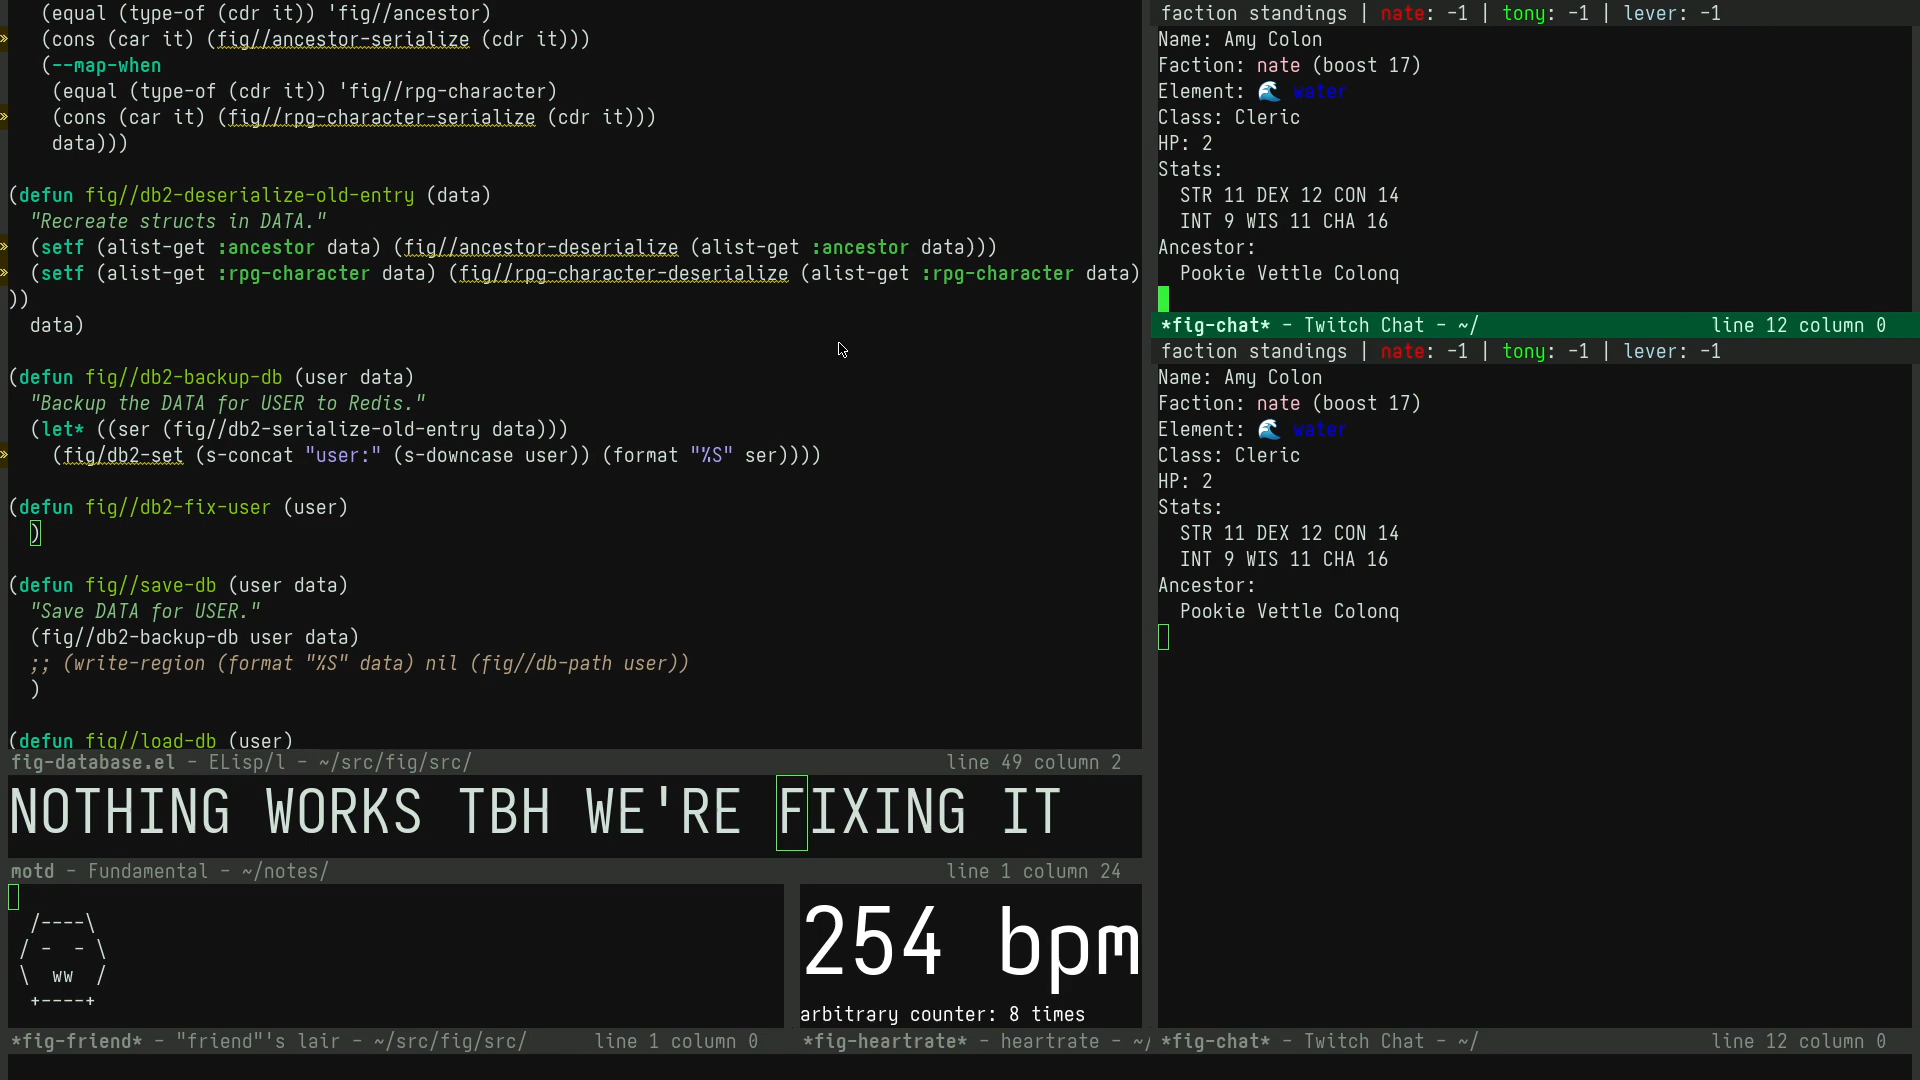 (equal (type-of (cdr it)) 'fig//ancestor)
(cons (car it) (fig//ancestor-serialize (cdr it)))
(--map-when
(equal (type-of (cdr it)) 'fig//rpg-character)
(cons (car it) (fig//rpg-character-serialize (cdr it)))
data)))
(defun fig//db2-deserialize-old-entry (data)
"Recreate structs in DATA."
(setf (alist-get :ancestor data) (fig//ancestor-deserialize (alist-get :ancestor data)))
(setf (alist-get :rpg-character data) (fig//rpg-character-deserialize (alist-get :rpg-character data)
))
data)
(defun fig//db2-backup-db (user data)
"Backup the DATA for USER to Redis."
(let* ((ser (fig//db2-serialize-old-entry data)))
(fig/db2-set (s-concat "user:" (s-downcase user)) (format "%S" ser))))
(defun fig//db2-fix-user (user)
)
(defun fig//save-db (user data)
"Save DATA for USER."
(fig//db2-backup-db user data)
;; (write-region (format "%S" data) nil (fig//db-path user))
)
(defun fig//load-db (user)
fig-database.el - ELisp/l - ~/src/fig/src/ line 49 column 2
NOTHING WORKS TBH WE'RE FIXING IT
motd - Fundamental - ~/notes/ line 1 column 24
/----\
/ -  - \
\  ww  /
+----+
*fig-friend* - "friend"'s lair - ~/src/fig/src/ line 1 column 0
254 bpm
arbitrary counter: 8 times
*fig-heartrate* - heartrate - ~/
faction standings | nate: -1 | tony: -1 | lever: -1
Name: Amy Colon
Faction: nate (boost 17)
Element: 🌊 water
Class: Cleric
HP: 2
Stats:
STR 11 DEX 12 CON 14
INT 9 WIS 11 CHA 16
Ancestor:
Pookie Vettle Colonq
*fig-chat* - Twitch Chat - ~/ line 12 column 0
faction standings | nate: -1 | tony: -1 | lever: -1
Name: Amy Colon
Faction: nate (boost 17)
Element: 🌊 water
Class: Cleric
HP: 2
Stats:
STR 11 DEX 12 CON 14
INT 9 WIS 11 CHA 16
Ancestor:
Pookie Vettle Colonq
*fig-chat* - Twitch Chat - ~/ line 12 column 0